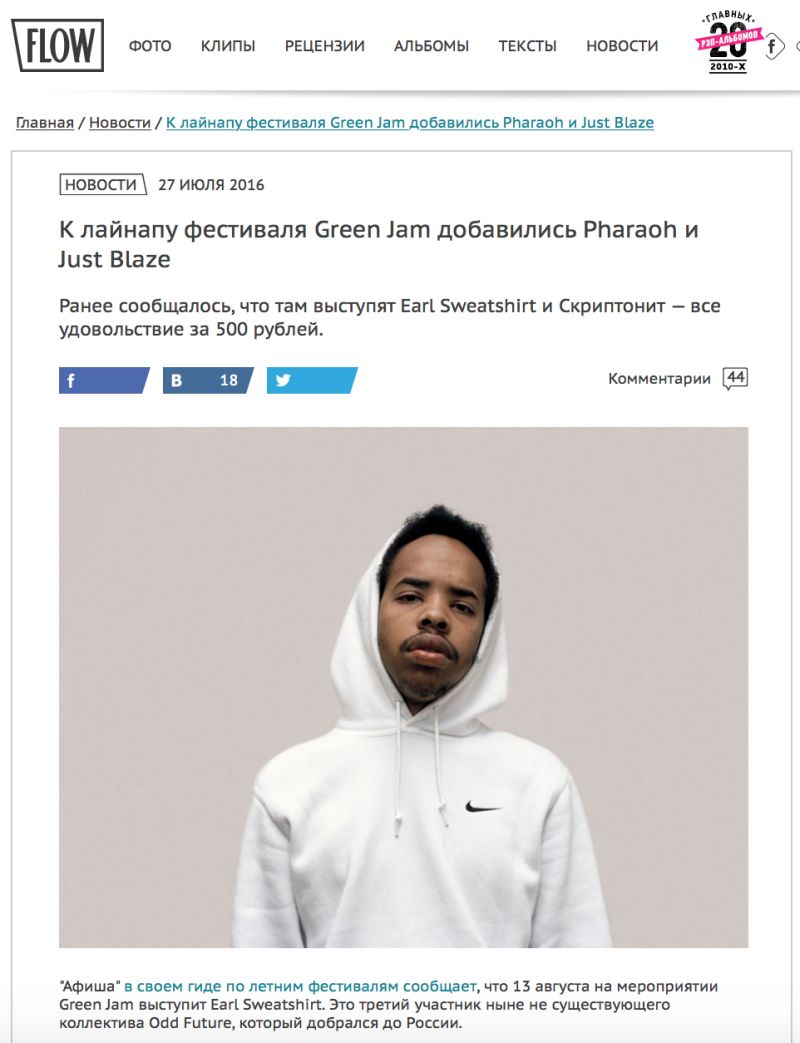 FLOW
ФОТО КЛИПЫ РЕЦЕНЗИИ АЛЬБОМЫ ТЕКСТЫ НОВОСТИ
ГЛАВНЫХ
20
РЭП-АЛЬБОМОВ
2010-Х
f
Главная / Новости / К лайнапу фестиваля Green Jam добавились Pharaoh и Just Blaze
НОВОСТИ 27 ИЮЛЯ 2016
К лайнапу фестиваля Green Jam добавились Pharaoh и
Just Blaze
Ранее сообщалось, что там выступят Earl Sweatshirt и Скриптонит — все
удовольствие за 500 рублей.
f В 18 Комментарии 44
"Афиша" в своем гиде по летним фестивалям сообщает, что 13 августа на мероприятии
Green Jam выступит Earl Sweatshirt. Это третий участник ныне не существующего
коллектива Odd Future, который добрался до России.